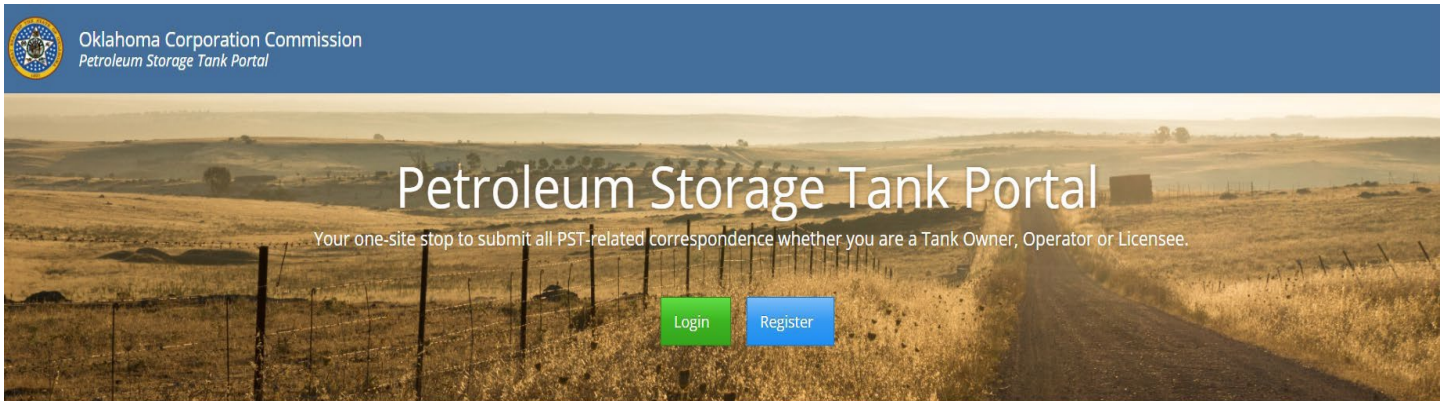 Oklahoma Corporation Commission
Petroleum Storage Tank Portal
Petroleum Storage Tank Portal
Your one-site stop to submit all PST-related correspondence whether you are a Tank Owner, Operator or Licensee.
Login
Register